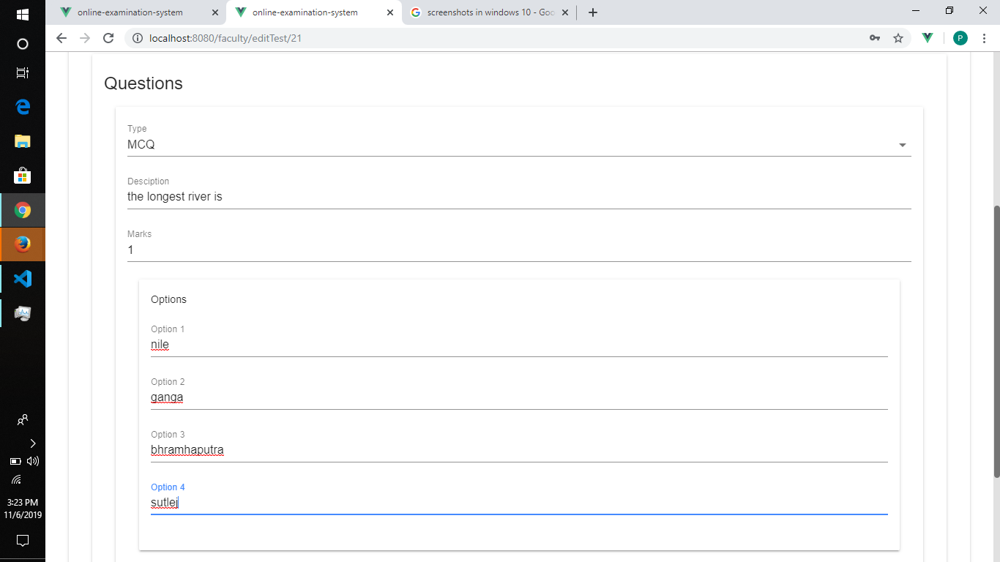 online-examination-system
online-examination-system
screenshots in windows 10 - Goo
localhost:8080/faculty/editTest/21
P
Questions
Type
MCQ
Desciption
the longest river is
Marks
1
Options
Option 1
nile
Option 2
ganga
Option 3
bhramhaputra
Option 4
sutlej
3:23 PM
11/6/2019